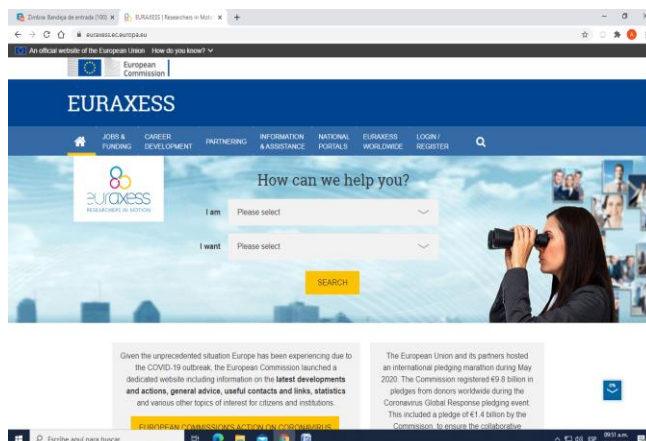 Zimbra: Bandeja de entrada (100)
EURAXESS | Researchers in Motion
euraxess.ec.europa.eu
An official website of the European Union How do you know?
European
Commission
EURAXESS
JOBS &
FUNDING
CAREER
DEVELOPMENT
PARTNERING
INFORMATION
& ASSISTANCE
NATIONAL
PORTALS
EURAXESS
WORLDWIDE
LOGIN /
REGISTER
euraxess
RESEARCHERS IN MOTION
How can we help you?
I am Please select
I want Please select
SEARCH
Given the unprecedented situation Europe has been experiencing due to
the COVID-19 outbreak, the European Commission launched a
dedicated website including information on the latest developments
and actions, general advice, useful contacts and links, statistics
and various other topics of interest for citizens and institutions.
EUROPEAN COMMISSION'S ACTION ON CORONAVIRUS
The European Union and its partners hosted
an international pledging marathon during May
2020. The Commission registered €9.8 billion in
pledges from donors worldwide during the
Coronavirus Global Response pledging event.
This included a pledge of €1.4 billion by the
Commission, to ensure the collaborative
EN
Escribe aquí para buscar
ESP
09:51 a.m.